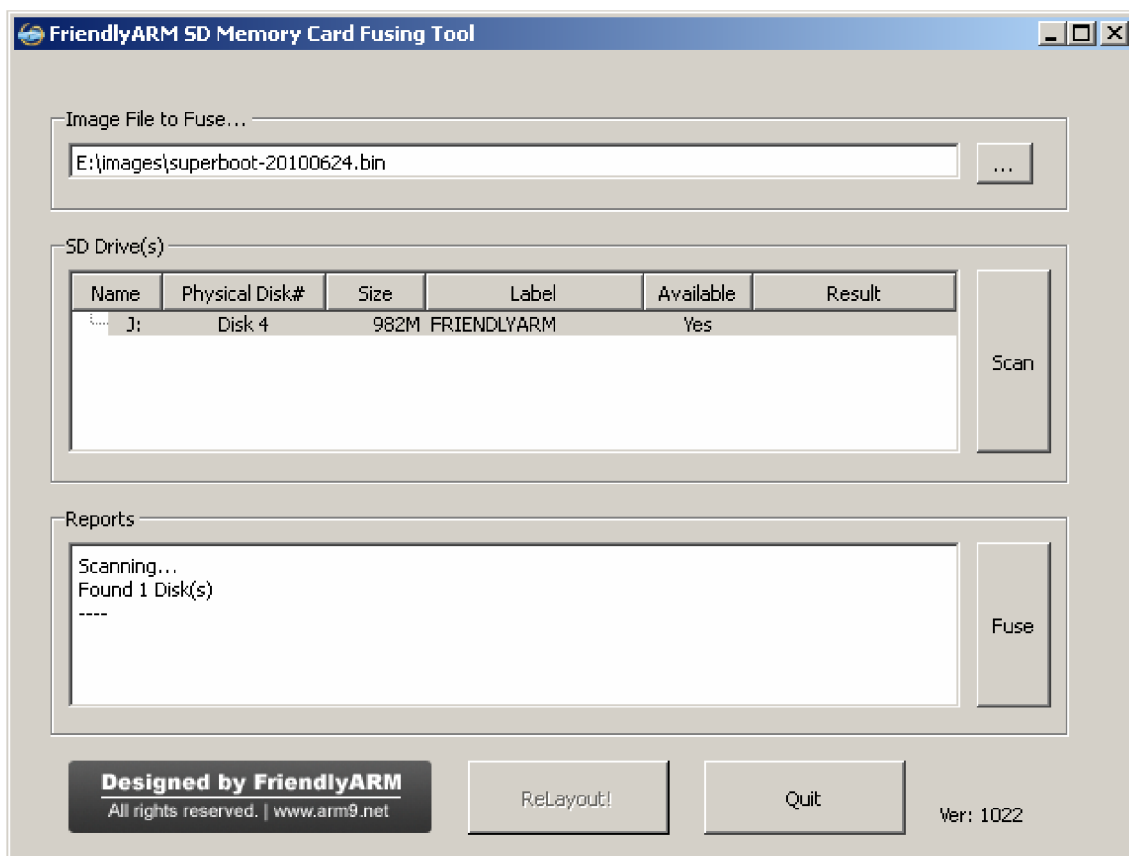 FriendlyARM SD Memory Card Fusing Tool
Image File to Fuse...
E:\images\superboot-20100624.bin
...
SD Drive(s)
Name Physical Disk# Size Label Available Result
J: Disk 4 982M FRIENDLYARM Yes
Scan
Reports
Scanning...
Found 1 Disk(s)
----
Fuse
Designed by FriendlyARM
All rights reserved. | www.arm9.net
ReLayout!
Quit
Ver: 1022